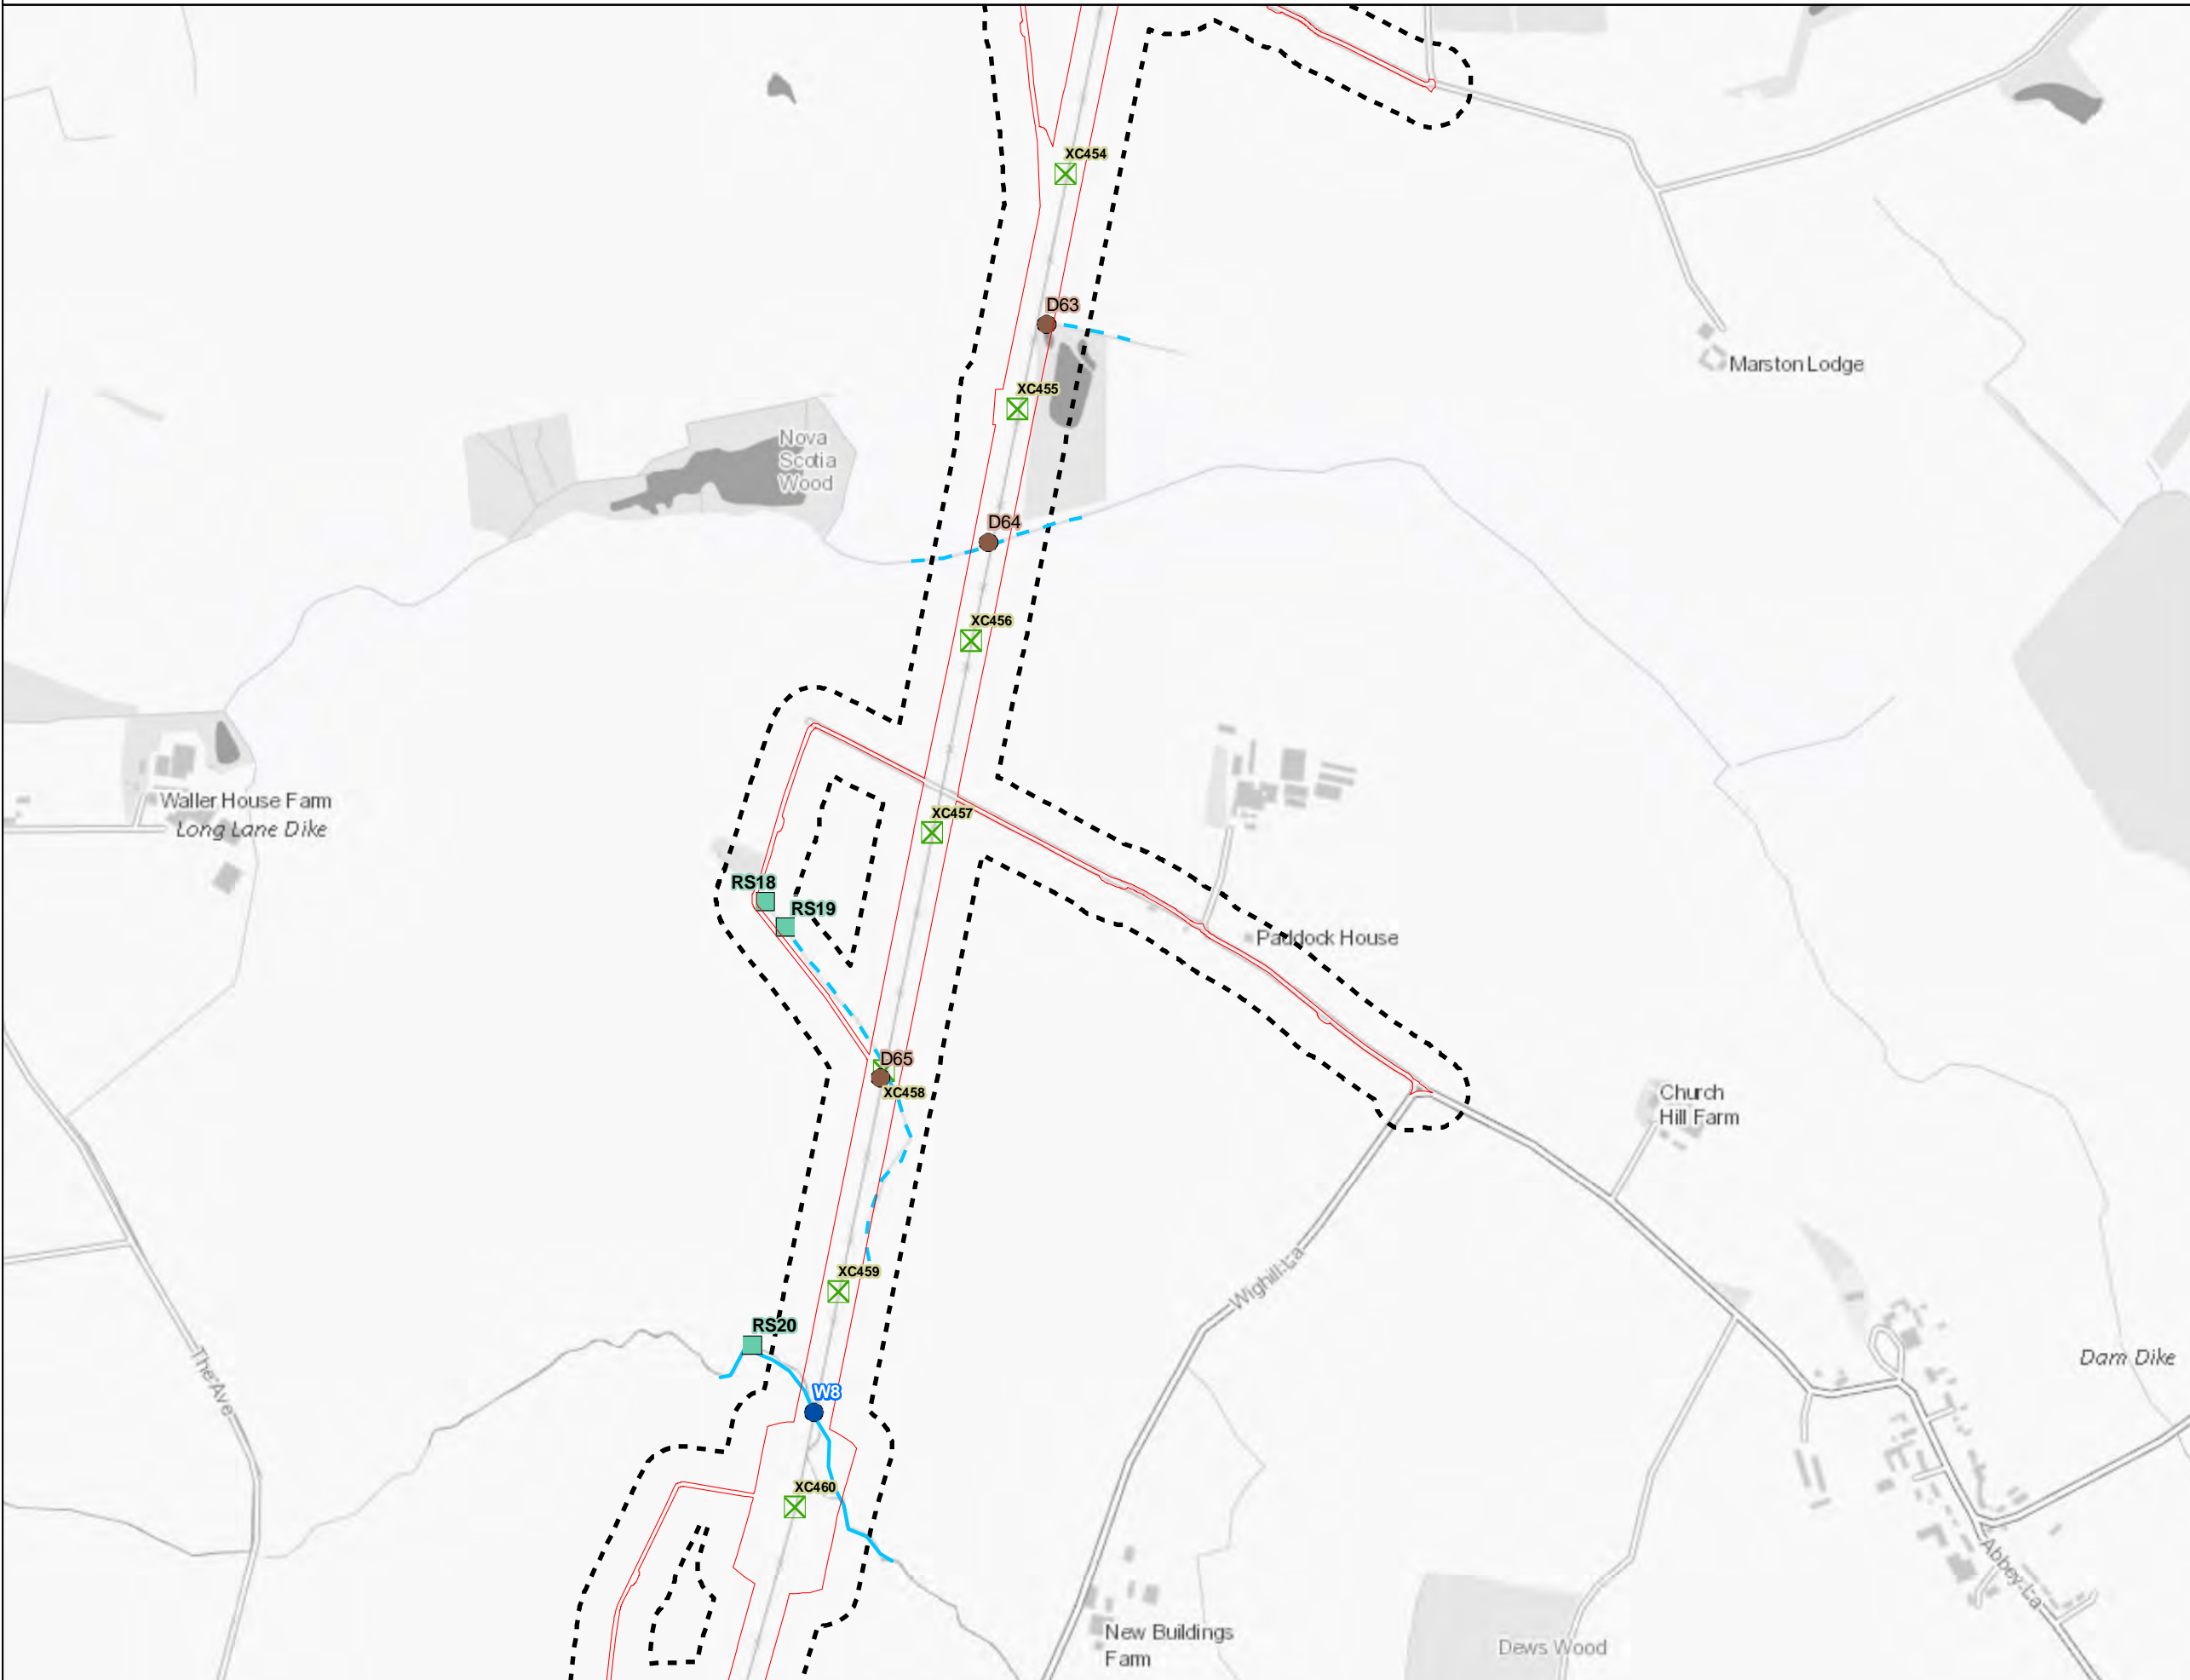 XC454
D63
Marston Lodge
XC455
Nova
Scotia
Wood
D64
XC456
Waller House Farm
Long Lane Dike
XC457
RS18
RS19
Paddock House
D65
XC458
Church
Hill Farm
Wighill La
XC459
RS20
The Ave
Dam Dike
W8
XC460
Abbey La
New Buildings
Farm
Dews Wood